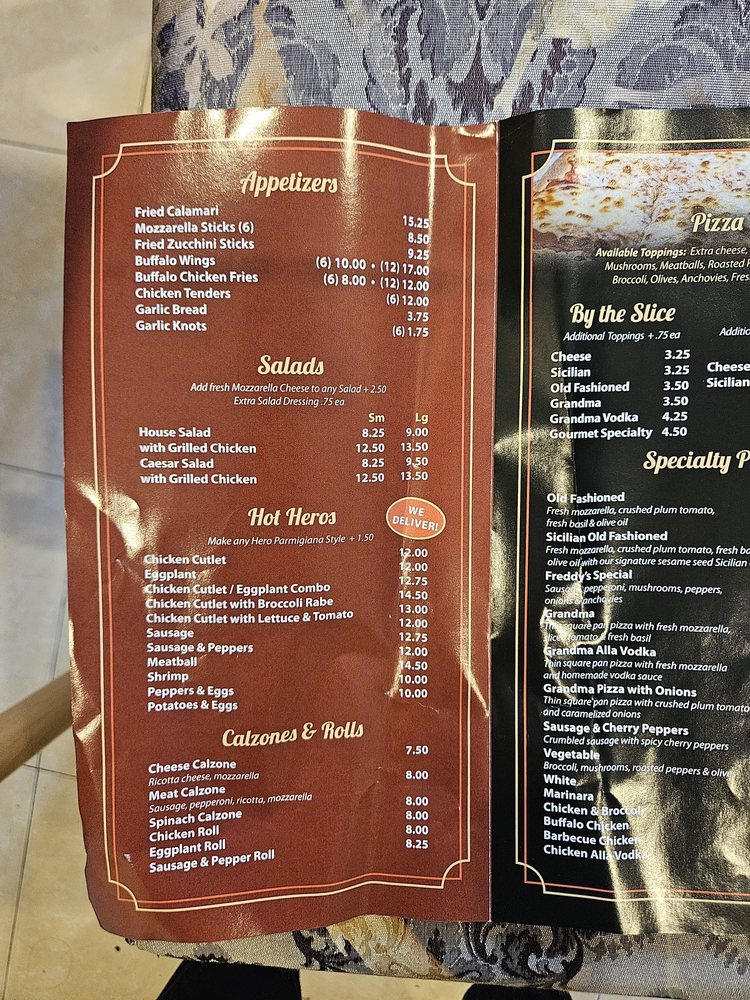 Appetizers
Fried Calamari 15.25
Mozzarella Sticks (6) 8.50
Fried Zucchini Sticks 9.25
Buffalo Wings (6) 10.00 • (12) 17.00
Buffalo Chicken Fries (6) 8.00 • (12) 12.00
Chicken Tenders (6) 12.00
Garlic Bread 3.75
Garlic Knots (6) 1.75
Salads
Add fresh Mozzarella Cheese to any Salad + 2.50
Extra Salad Dressing .75 ea.
Sm Lg
House Salad 8.25 9.00
with Grilled Chicken 12.50 13.50
Caesar Salad 8.25 9.50
with Grilled Chicken 12.50 13.50
Hot Heros
WE
DELIVER!
Make any Hero Parmigiana Style + 1.50
Chicken Cutlet 12.00
Eggplant 12.00
Chicken Cutlet / Eggplant Combo 12.75
Chicken Cutlet with Broccoli Rabe 14.50
Chicken Cutlet with Lettuce & Tomato 13.00
Sausage 12.00
Sausage & Peppers 12.75
Meatball 12.00
Shrimp 14.50
Peppers & Eggs 10.00
Potatoes & Eggs 10.00
Calzones & Rolls
Cheese Calzone 7.50
Ricotta cheese, mozzarella
Meat Calzone 8.00
Sausage, pepperoni, ricotta, mozzarella
Spinach Calzone 8.00
Chicken Roll 8.00
Eggplant Roll 8.00
Sausage & Pepper Roll 8.25
Pizza
Available Toppings: Extra cheese,
Mushrooms, Meatballs, Roasted
Broccoli, Olives, Anchovies, Fres
By the Slice
Additional Toppings + .75 ea
Additio
Cheese 3.25
Sicilian 3.25
Old Fashioned 3.50
Grandma 3.50
Grandma Vodka 4.25
Gourmet Specialty 4.50
Cheese
Sicilian
Specialty P
Old Fashioned
Fresh mozzarella, crushed plum tomato,
fresh basil & olive oil
Sicilian Old Fashioned
Fresh mozzarella, crushed plum tomato, fresh ba
olive oil with our signature sesame seed Sicilian
Freddy's Special
Sausage, pepperoni, mushrooms, peppers,
onions & anchovies
Grandma
Thin square pan pizza with fresh mozzarella,
diced tomato & fresh basil
Grandma Alla Vodka
Thin square pan pizza with fresh mozzarella
and homemade vodka sauce
Grandma Pizza with Onions
Thin square pan pizza with crushed plum tomato
and caramelized onions
Sausage & Cherry Peppers
Crumbled sausage with spicy cherry peppers
Vegetable
Broccoli, mushrooms, roasted peppers & olives
White
Marinara
Chicken & Broccoli
Buffalo Chicken
Barbecue Chicken
Chicken Alla Vodka